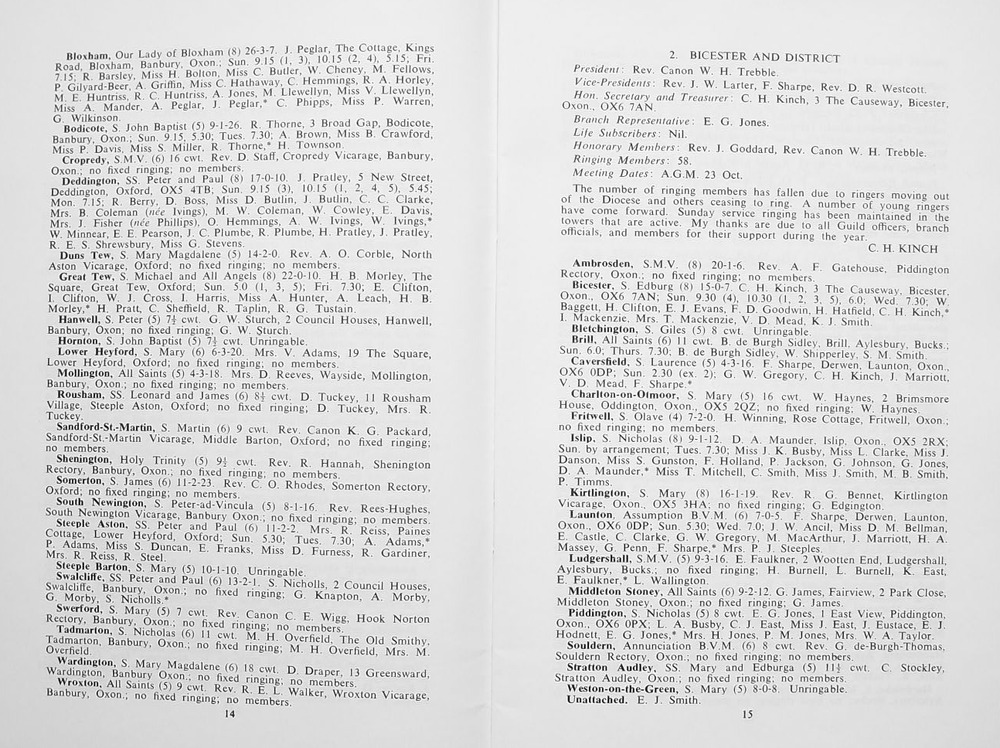 Bloxham, Our Lady of Bloxham (8) 26-3-7. J. Peglar, The Cottage, Kings
Road, Bloxham, Banbury, Oxon.; Sun. 9.15 (1, 3), 10.15 (2, 4), 5.15; Fri.
7.15; R. Barsley, Miss H. Bolton, Miss C. Butler, W. Cheney, M. Fellows,
P. Gilyard-Beer, A. Griffin, Miss C. Hathaway, C. Hemmings, R. A. Horley,
M. E. Huntriss, R. C. Huntriss, A. Jones, M. Llewellyn, Miss V. Llewellyn,
Miss A. Mander, A. Peglar, J. Peglar,* C. Phipps, Miss P. Warren,
G. Wilkinson.
Bodicote, S. John Baptist (5) 9-1-26. R. Thorne, 3 Broad Gap, Bodicote,
Banbury, Oxon.; Sun. 9.15, 5.30; Tues. 7.30; A. Brown, Miss B. Crawford,
Miss P. Davis, Miss S. Miller, R. Thorne,* H. Townson.
Cropredy, S.M.V. (6) 16 cwt. Rev. D. Staff, Cropredy Vicarage, Banbury,
Oxon.; no fixed ringing; no members.
Deddington, SS. Peter and Paul (8) 17-0-10. J. Pratley, 5 New Street,
Deddington, Oxford, OX5 4TB; Sun. 9.15 (3), 10.15 (1, 2, 4, 5), 5.45;
Mon. 7.15; R. Berry, D. Boss, Miss D. Butlin, J. Butlin, C. C. Clarke,
Mrs. B. Coleman (née Ivings), M. W. Coleman, W. Cowley, E. Davis,
Mrs. J. Fisher (née Phillips), O. Hemmings, A. W. Ivings, W. Ivings,*
W. Minnear, E. E. Pearson, J. C. Plumbe, R. Plumbe, H. Pratley, J. Pratley,
R. E. S. Shrewsbury, Miss G. Stevens.
Duns Tew, S. Mary Magdalene (5) 14-2-0. Rev. A. O. Corble, North
Aston Vicarage, Oxford; no fixed ringing; no members.
Great Tew, S. Michael and All Angels (8) 22-0-10. H. B. Morley, The
Square, Great Tew, Oxford; Sun. 5.0 (1, 3, 5); Fri. 7.30; E. Clifton,
I. Clifton, W. J. Cross, I. Harris, Miss A. Hunter, A. Leach, H. B.
Morley,* H. Pratt, C. Sheffield, R. Taplin, R. G. Tustain.
Hanwell, S. Peter (5) 7½ cwt. G. W. Sturch, 2 Council Houses, Hanwell,
Banbury, Oxon; no fixed ringing; G. W. Sturch.
Hornton, S. John Baptist (5) 7½ cwt. Unringable.
Lower Heyford, S. Mary (6) 6-3-20. Mrs. V. Adams, 19 The Square,
Lower Heyford, Oxford; no fixed ringing; no members.
Mollington, All Saints (5) 4-3-18. Mrs. D. Reeves, Wayside, Mollington,
Banbury, Oxon.; no fixed ringing; no members.
Rousham, SS. Leonard and James (6) 8½ cwt. D. Tuckey, 11 Rousham
Village, Steeple Aston, Oxford; no fixed ringing; D. Tuckey, Mrs. R.
Tuckey.
Sandford-St.-Martin, S. Martin (6) 9 cwt. Rev. Canon K. G. Packard,
Sandford-St.-Martin Vicarage, Middle Barton, Oxford; no fixed ringing;
no members.
Shenington, Holy Trinity (5) 9½ cwt. Rev. R. Hannah, Shenington
Rectory, Banbury, Oxon.; no fixed ringing; no members.
Somerton, S. James (6) 11-2-23. Rev. C. O. Rhodes, Somerton Rectory,
Oxford; no fixed ringing; no members.
South Newington, S. Peter-ad-Vincula (5) 8-1-16. Rev. Rees-Hughes,
South Newington Vicarage, Banbury Oxon.; no fixed ringing; no members.
Steeple Aston, SS. Peter and Paul (6) 11-2-2. Mrs. R. Reiss, Paines
Cottage, Lower Heyford, Oxford; Sun. 5.30; Tues. 7.30; A. Adams,*
P. Adams, Miss S. Duncan, E. Franks, Miss D. Furness, R. Gardiner,
Mrs. R. Reiss, R. Steel.
Steeple Barton, S. Mary (5) 10-1-10. Unringable.
Swalcliffe, SS. Peter and Paul (6) 13-2-1. S. Nicholls, 2 Council Houses,
Swalcliffe, Banbury, Oxon.; no fixed ringing; G. Knapton, A. Morby,
G. Morby, S. Nicholls.*
Swerford, S. Mary (5) 7 cwt. Rev. Canon C. E. Wigg, Hook Norton
Rectory, Banbury, Oxon.; no fixed ringing; no members.
Tadmarton, S. Nicholas (6) 11 cwt. M. H. Overfield, The Old Smithy,
Tadmarton, Banbury, Oxon.; no fixed ringing; M. H. Overfield, Mrs. M.
Overfield.
Wardington, S. Mary Magdalene (6) 18 cwt. D. Draper, 13 Greensward,
Wardington, Banbury Oxon.; no fixed ringing; no members.
Wroxton, All Saints (5) 9 cwt. Rev. R. E. L. Walker, Wroxton Vicarage,
Banbury, Oxon.; no fixed ringing; no members.
14
2. BICESTER AND DISTRICT
President: Rev. Canon W. H. Trebble.
Vice-Presidents: Rev. J. W. Larter, F. Sharpe, Rev. D. R. Westcott.
Hon. Secretary and Treasurer: C. H. Kinch, 3 The Causeway, Bicester,
Oxon., OX6 7AN.
Branch Representative: E. G. Jones.
Life Subscribers: Nil.
Honorary Members: Rev. J. Goddard, Rev. Canon W. H. Trebble.
Ringing Members: 58.
Meeting Dates: A.G.M. 23 Oct.
The number of ringing members has fallen due to ringers moving out
of the Diocese and others ceasing to ring. A number of young ringers
have come forward. Sunday service ringing has been maintained in the
towers that are active. My thanks are due to all Guild officers, branch
officials, and members for their support during the year.
C. H. KINCH
Ambrosden, S.M.V. (8) 20-1-6. Rev. A. F. Gatehouse, Piddington
Rectory, Oxon.; no fixed ringing; no members.
Bicester, S. Edburg (8) 15-0-7. C. H. Kinch, 3 The Causeway, Bicester,
Oxon., OX6 7AN; Sun. 9.30 (4), 10.30 (1, 2, 3, 5), 6.0; Wed. 7.30; W.
Baggett, H. Clifton, E. J. Evans, F. D. Goodwin, H. Hatfield, C. H. Kinch,*
I. Mackenzie, Mrs. T. Mackenzie, V. D. Mead, K. J. Smith.
Bletchington, S. Giles (5) 8 cwt. Unringable.
Brill, All Saints (6) 11 cwt. B. de Burgh Sidley, Brill, Aylesbury, Bucks.;
Sun. 6.0; Thurs. 7.30; B. de Burgh Sidley, W. Shipperley, S. M. Smith.
Caversfield, S. Laurence (5) 4-3-16. F. Sharpe, Derwen, Launton, Oxon.,
OX6 0DP; Sun. 2.30 (ex. 2); G. W. Gregory, C. H. Kinch, J. Marriott,
V. D. Mead, F. Sharpe.*
Charlton-on-Otmoor, S. Mary (5) 16 cwt. W. Haynes, 2 Brimsmore
House, Oddington, Oxon., OX5 2QZ; no fixed ringing; W. Haynes.
Fritwell, S. Olave (4) 7-2-0. H. Winning, Rose Cottage, Fritwell, Oxon.;
no fixed ringing; no members.
Islip, S. Nicholas (8) 9-1-12. D. A. Maunder, Islip, Oxon., OX5 2RX;
Sun. by arrangement; Tues. 7.30; Miss J. K. Busby, Miss L. Clarke, Miss J.
Danson, Miss S. Gunston, F. Holland, P. Jackson, G. Johnson, G. Jones,
D. A. Maunder,* Miss T. Mitchell, C. Smith, Miss J. Smith, M. B. Smith,
P. Timms.
Kirtlington, S. Mary (8) 16-1-19. Rev. R. G. Bennet, Kirtlington
Vicarage, Oxon., OX5 3HA; no fixed ringing; G. Edgington.
Launton, Assumption B.V.M. (6) 7-0-5. F. Sharpe, Derwen, Launton,
Oxon., OX6 0DP; Sun. 5.30; Wed. 7.0; J. W. Ancil, Miss D. M. Bellman,
E. Castle, C. Clarke, G. W. Gregory, M. MacArthur, J. Marriott, H. A.
Massey, G. Penn, F. Sharpe,* Mrs. P. J. Steeples.
Ludgershall, S.M.V. (5) 9-3-16. E. Faulkner, 2 Wootten End, Ludgershall,
Aylesbury, Bucks.; no fixed ringing; H. Burnell, L. Burnell, K. East,
E. Faulkner,* L. Wallington.
Middleton Stoney, All Saints (6) 9-2-12. G. James, Fairview, 2 Park Close,
Middleton Stoney, Oxon.; no fixed ringing; G. James.
Piddington, S. Nicholas (5) 8 cwt. E. G. Jones, 1 East View, Piddington,
Oxon., OX6 0PX; L. A. Busby, C. J. East, Miss J. East, J. Eustace, E. J.
Hodnett, E. G. Jones,* Mrs. H. Jones, P. M. Jones, Mrs. W. A. Taylor.
Souldern, Annunciation B.V.M. (6) 8 cwt. Rev. G. de-Burgh-Thomas,
Souldern Rectory, Oxon.; no fixed ringing; no members.
Stratton Audley, SS. Mary and Edburga (5) 11½ cwt. C. Stockley,
Stratton Audley, Oxon.; no fixed ringing; no members.
Weston-on-the-Green, S. Mary (5) 8-0-8. Unringable.
Unattached. E. J. Smith.
15